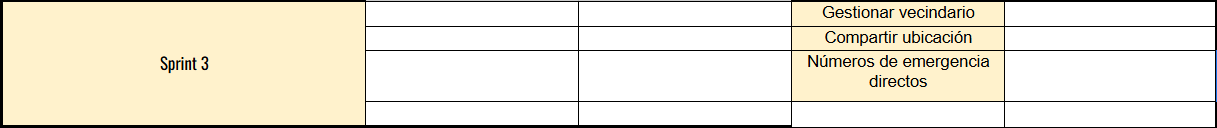 Gestionar vecindario
Compartir ubicación
Sprint 3
Números de emergencia
directos